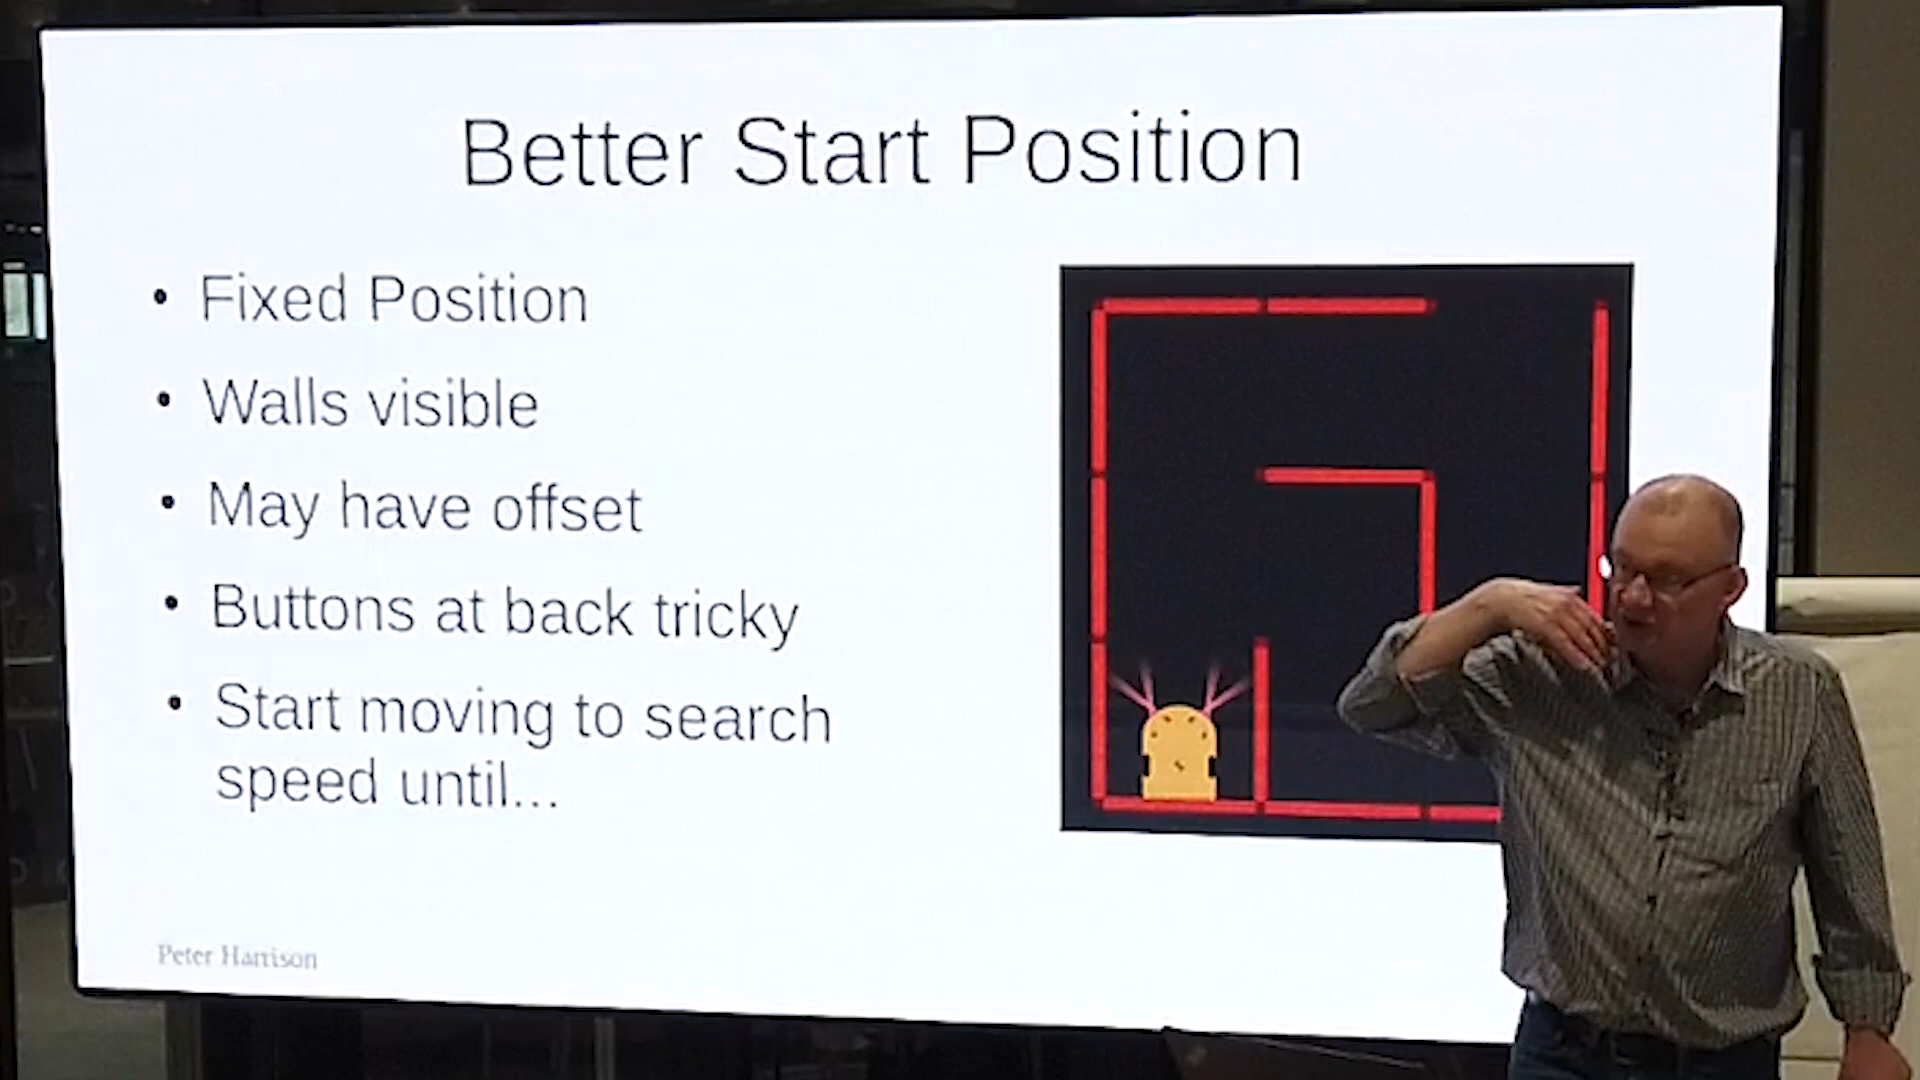 Better Start Position
• Fixed Position
• Walls visible
• May have offset
• Buttons at back tricky
• Start moving to search
speed until...
Peter Harrison